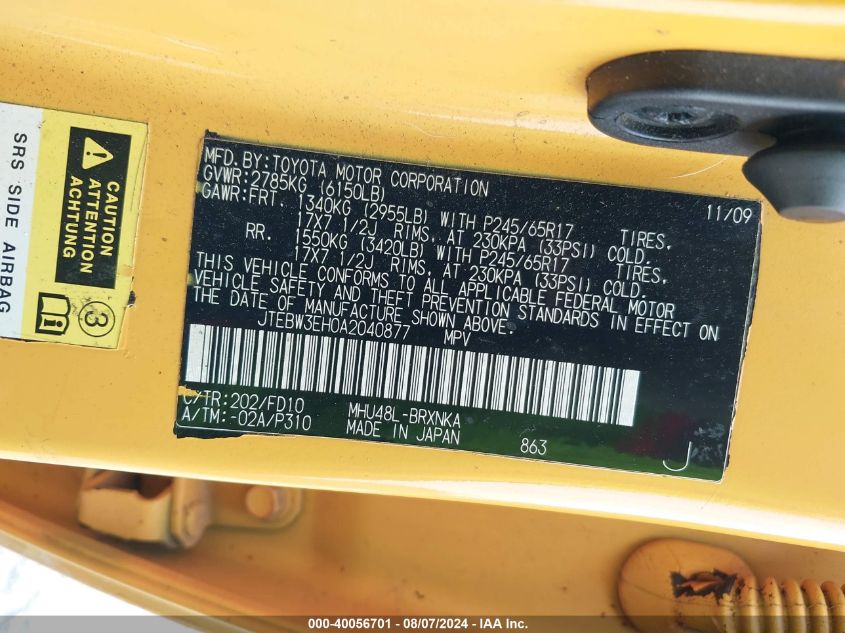 CAUTION
SRS SIDE AIRBAG
3
MFD. BY: TOYOTA MOTOR CORPORATION 11/09
GVWR: 2785KG (6150LB)
GAWR: FRT. 1340KG (2955LB) WITH P245/65R17 TIRES,
17X7 1/2J RIMS, AT 230KPA (33PSI) COLD.
RR. 1550KG (3420LB) WITH P245/65R17 TIRES,
17X7 1/2J RIMS, AT 230KPA (33PSI) COLD.
THIS VEHICLE CONFORMS TO ALL APPLICABLE FEDERAL MOTOR
VEHICLE SAFETY AND THEFT PREVENTION STANDARDS IN EFFECT ON
THE DATE OF MANUFACTURE SHOWN ABOVE.
JTEBW3EH0A2040877 MPV
C/TR: 202/FD10 MHU48L-BRXNKA
A/TM: -02A/P310 MADE IN JAPAN 863 J
000-40056701 - 08/07/2024 - IAA Inc.